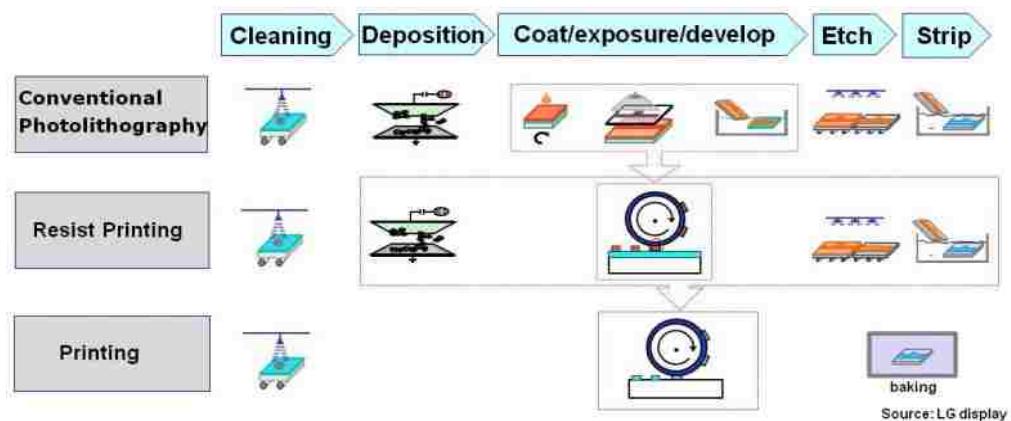 Cleaning
Deposition
Coat/exposure/develop
Etch
Strip
Conventional
Photolithography
Resist Printing
Printing
baking
Source: LG display